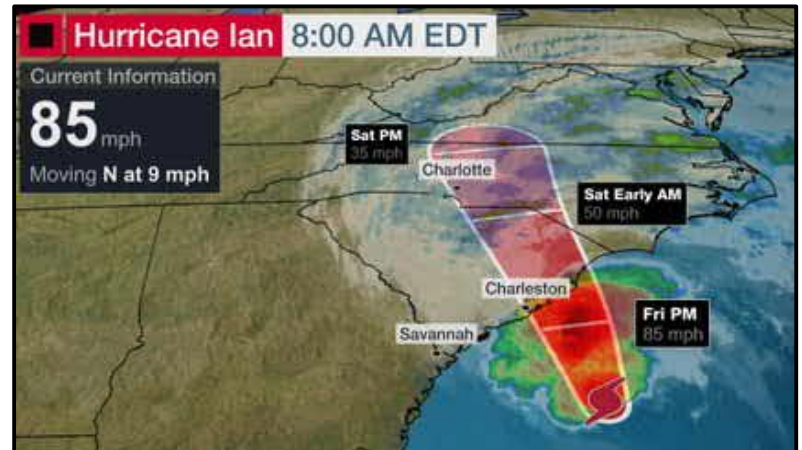 Hurricane Ian 8:00 AM EDT
Current Information
85 mph
Moving N at 9 mph
Sat PM
35 mph
Charlotte
Sat Early AM
50 mph
Charleston
Fri PM
85 mph
Savannah